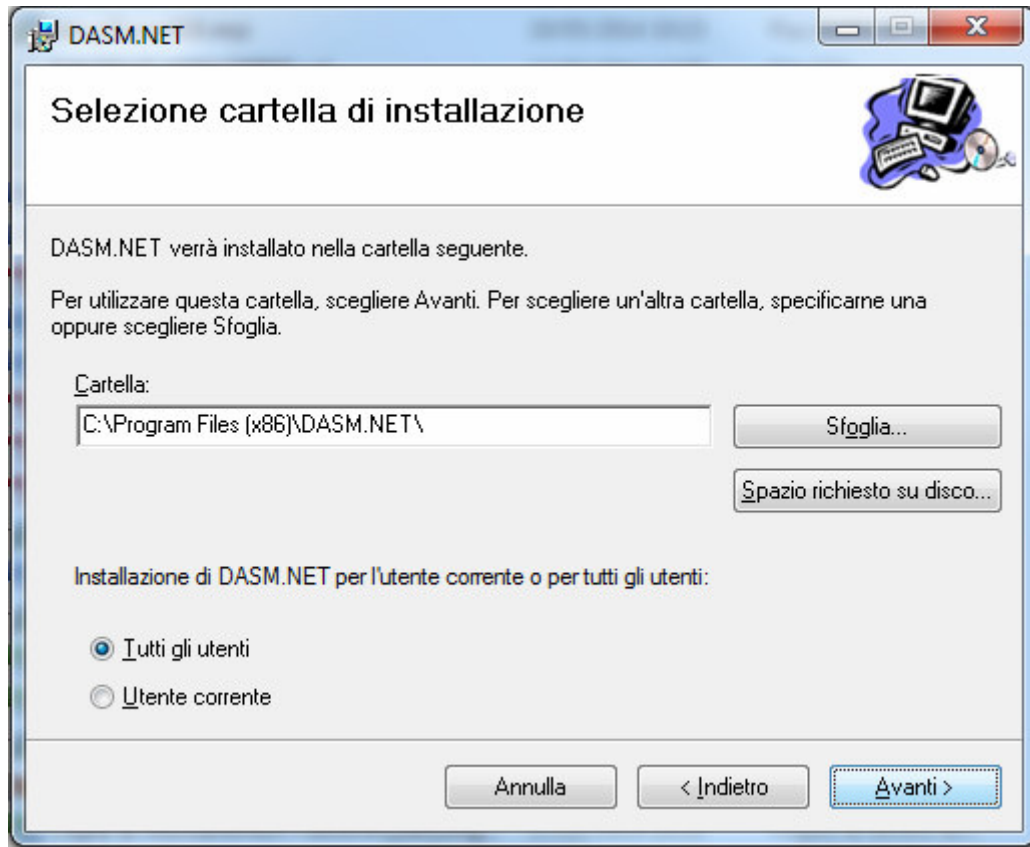 DASM.NET
Selezione cartella di installazione
DASM.NET verrà installato nella cartella seguente.
Per utilizzare questa cartella, scegliere Avanti. Per scegliere un'altra cartella, specificarne una
oppure scegliere Sfoglia.
Cartella:
C:\Program Files (x86)\DASM.NET\
Sfoglia...
Spazio richiesto su disco...
Installazione di DASM.NET per l'utente corrente o per tutti gli utenti:
Tutti gli utenti
Utente corrente
Annulla
< Indietro
Avanti >